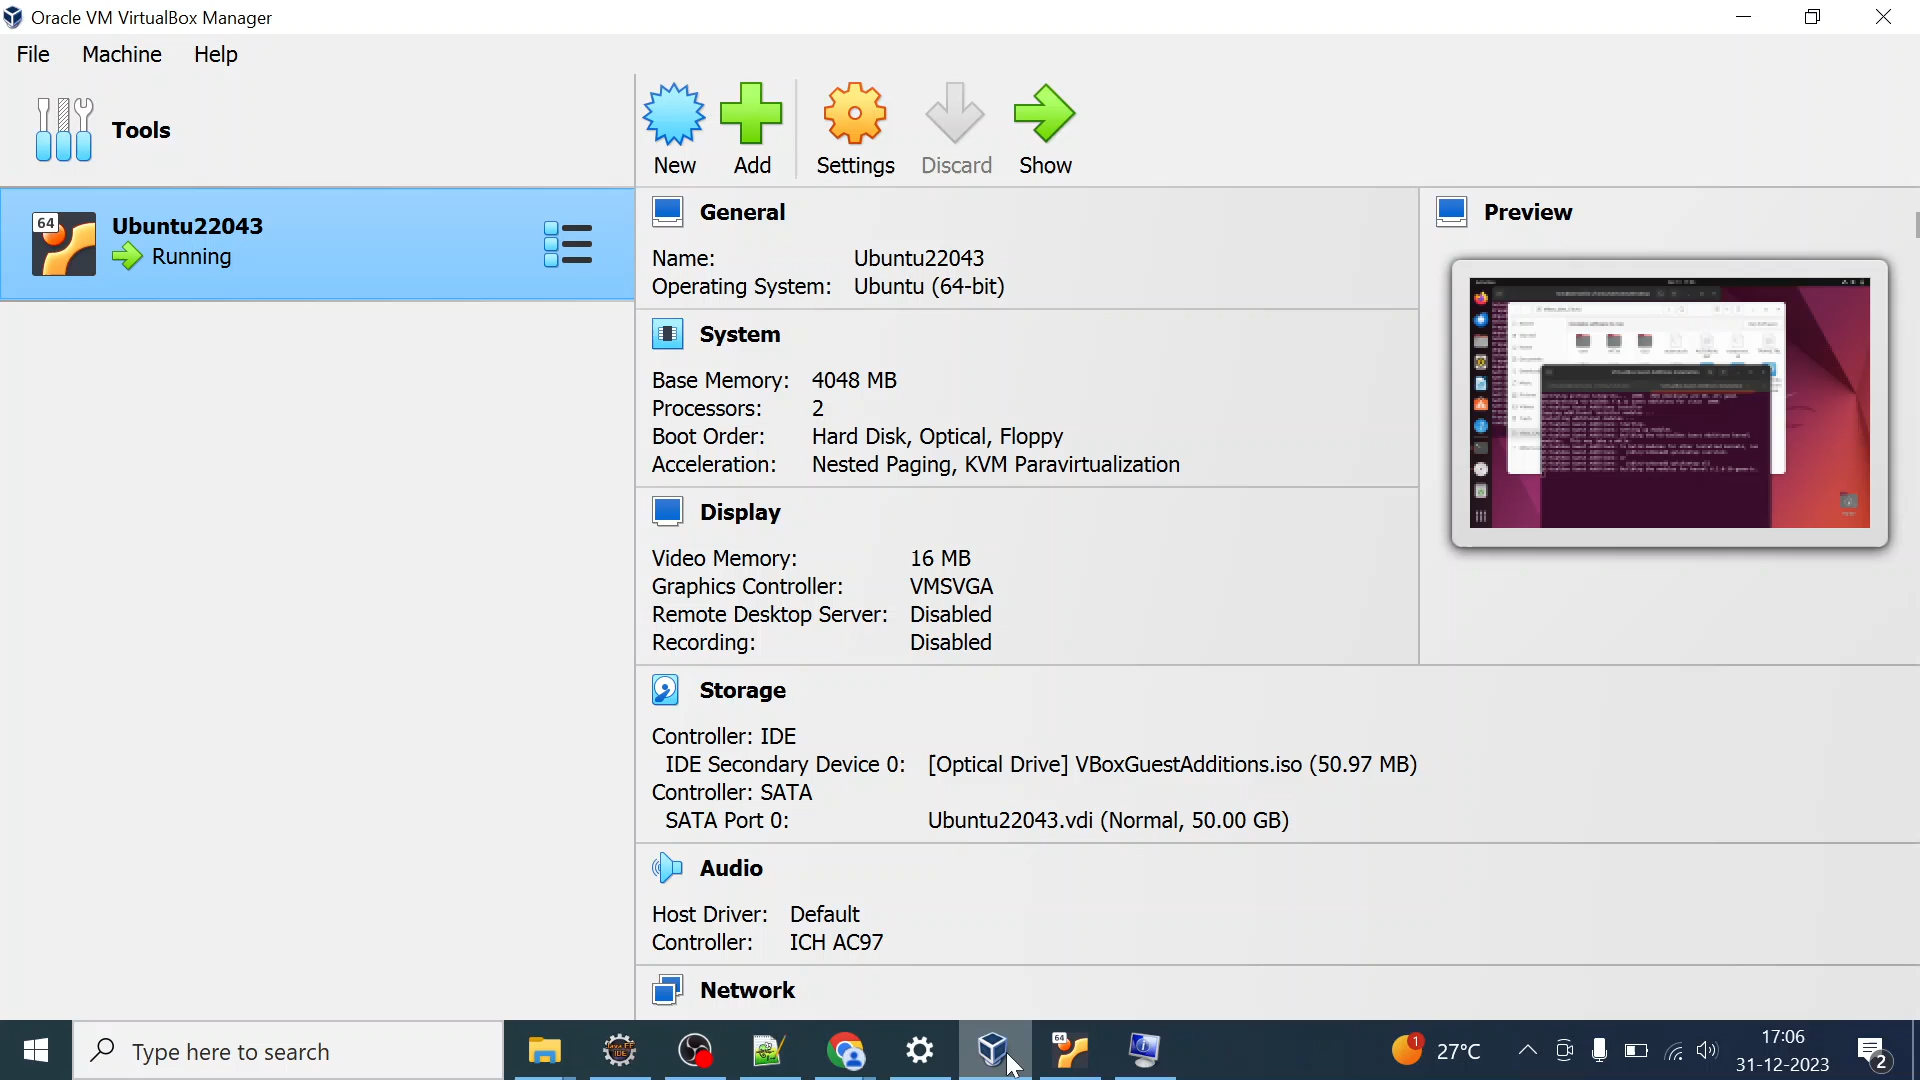 Oracle VM VirtualBox Manager
File Machine Help
Tools
New Add Settings Discard Show
64 Ubuntu22043
Running
General
Name: Ubuntu22043
Operating System: Ubuntu (64-bit)
System
Base Memory: 4048 MB
Processors: 2
Boot Order: Hard Disk, Optical, Floppy
Acceleration: Nested Paging, KVM Paravirtualization
Display
Video Memory: 16 MB
Graphics Controller: VMSVGA
Remote Desktop Server: Disabled
Recording: Disabled
Preview
Storage
Controller: IDE
IDE Secondary Device 0: [Optical Drive] VBoxGuestAdditions.iso (50.97 MB)
Controller: SATA
SATA Port 0: Ubuntu22043.vdi (Normal, 50.00 GB)
Audio
Host Driver: Default
Controller: ICH AC97
Network
Type here to search
Java EE
IDE
64
1
27°C
17:06
31-12-2023
2